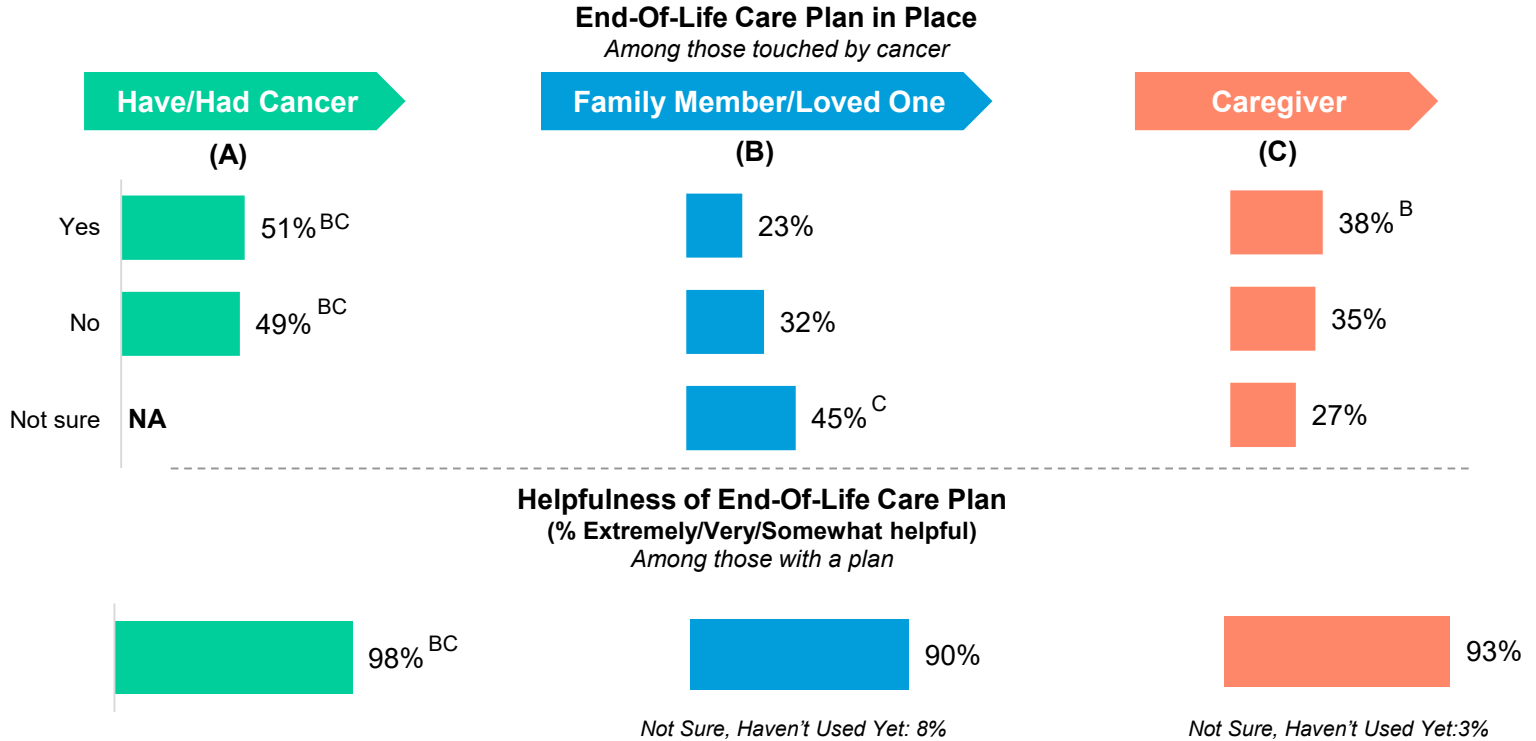 End-Of-Life Care Plan in Place
Among those touched by cancer
Have/Had Cancer
Family Member/Loved One
Caregiver
(A)
(B)
(C)
Yes
51% BC
23%
38% B
No
49% BC
32%
35%
Not sure
NA
45% C
27%
Helpfulness of End-Of-Life Care Plan
(% Extremely/Very/Somewhat helpful)
Among those with a plan
98% BC
90%
93%
Not Sure, Haven’t Used Yet: 8%
Not Sure, Haven’t Used Yet:3%